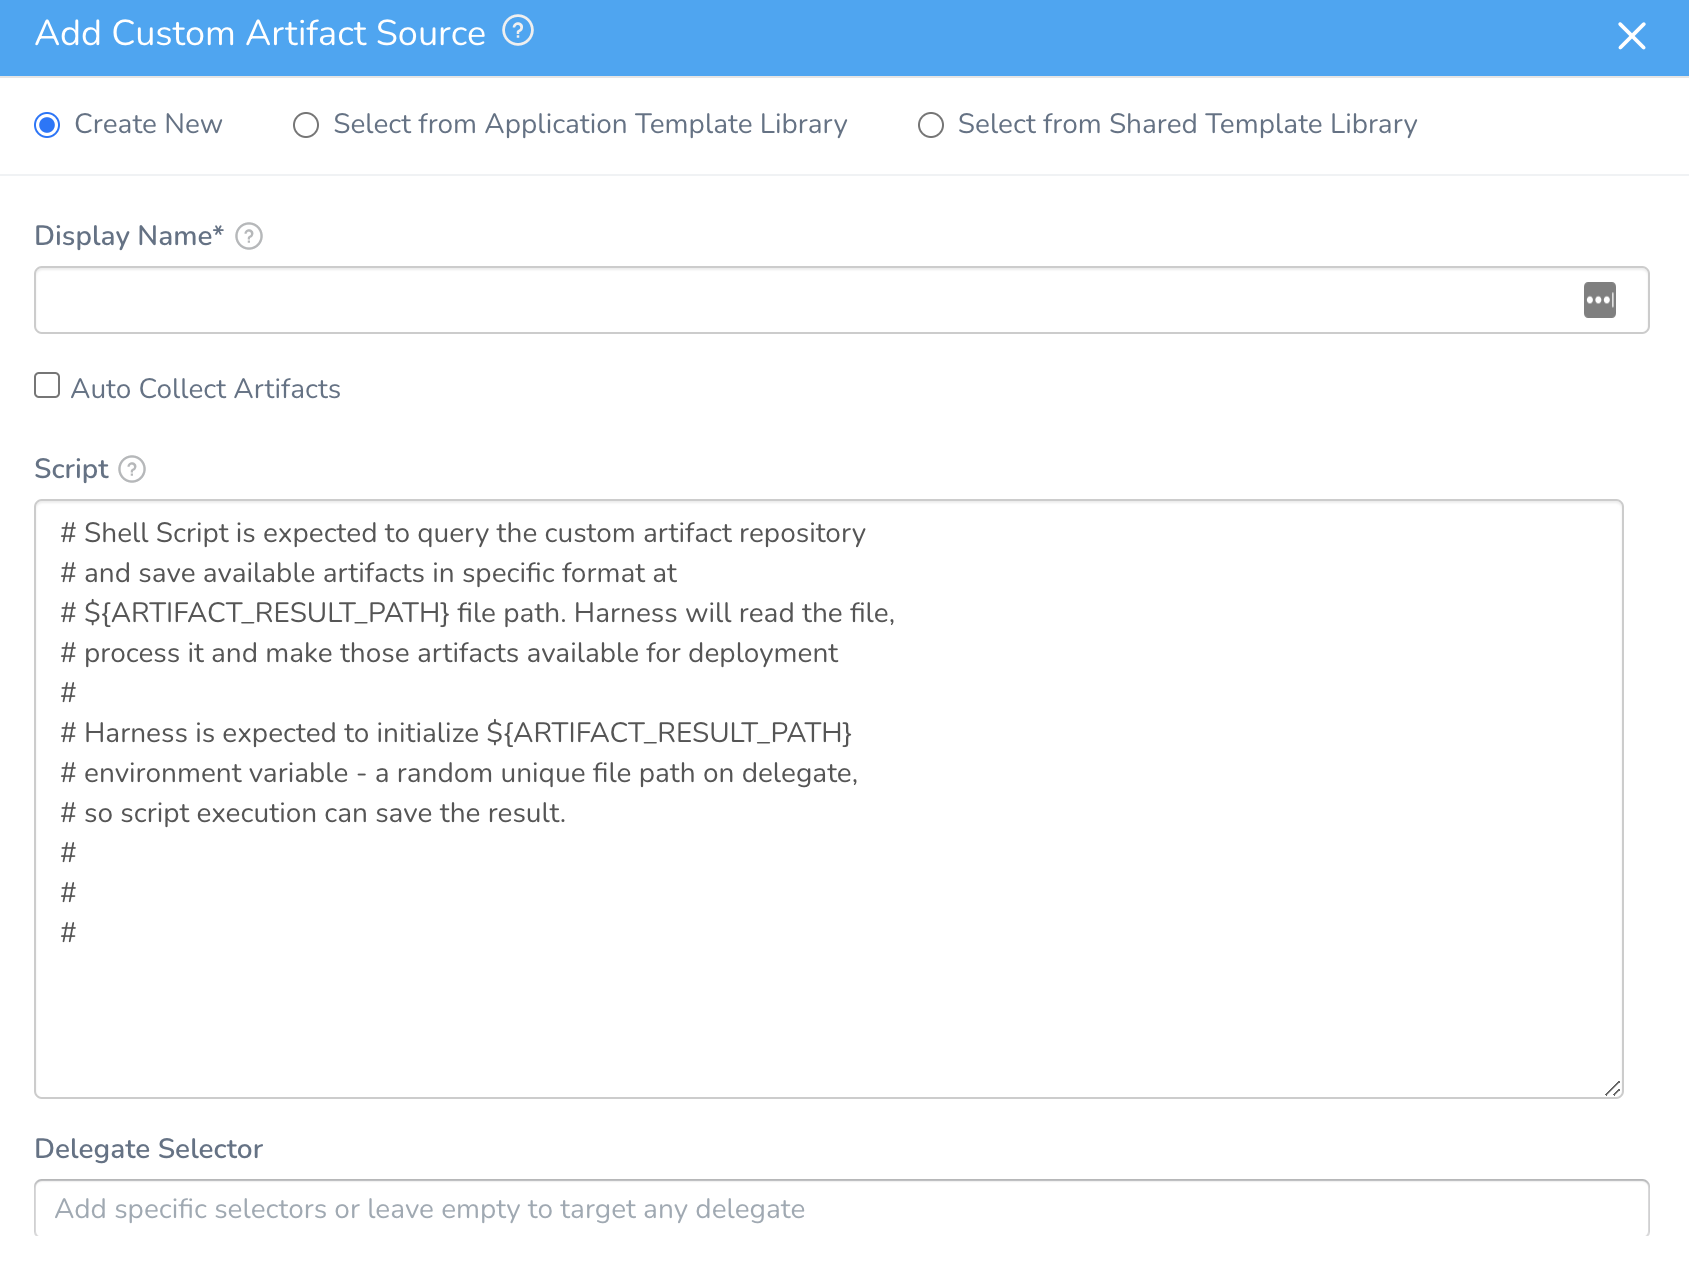 Add Custom Artifact Source ?
Create New Select from Application Template Library Select from Shared Template Library
Display Name* ?
Auto Collect Artifacts
Script ?
# Shell Script is expected to query the custom artifact repository
# and save available artifacts in specific format at
# ${ARTIFACT_RESULT_PATH} file path. Harness will read the file,
# process it and make those artifacts available for deployment
#
# Harness is expected to initialize ${ARTIFACT_RESULT_PATH}
# environment variable - a random unique file path on delegate,
# so script execution can save the result.
#
#
#
Delegate Selector
Add specific selectors or leave empty to target any delegate